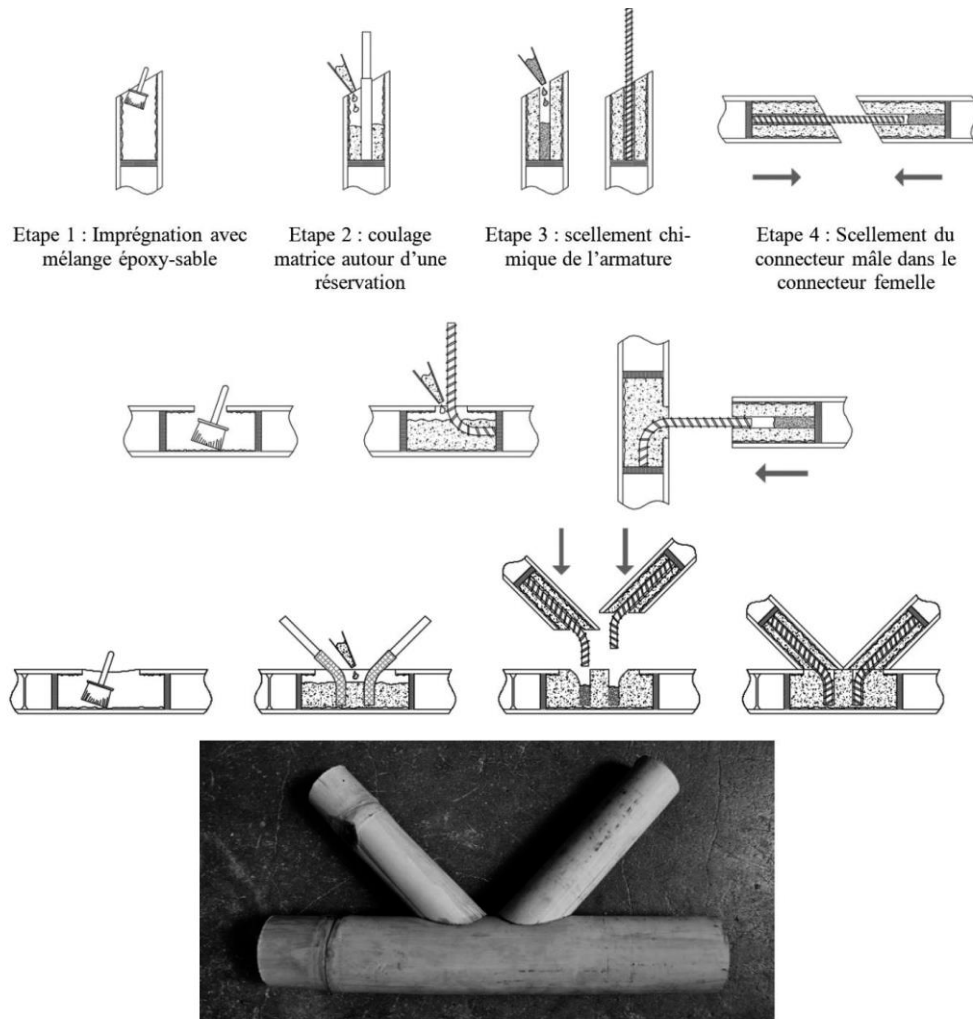 Etape 1 : Imprégnation avec
mélange époxy-sable
Etape 2 : coulage
matrice autour d’une
réservation
Etape 3 : scellement chi-
mique de l’armature
Etape 4 : Scellement du
connecteur mâle dans le
connecteur femelle